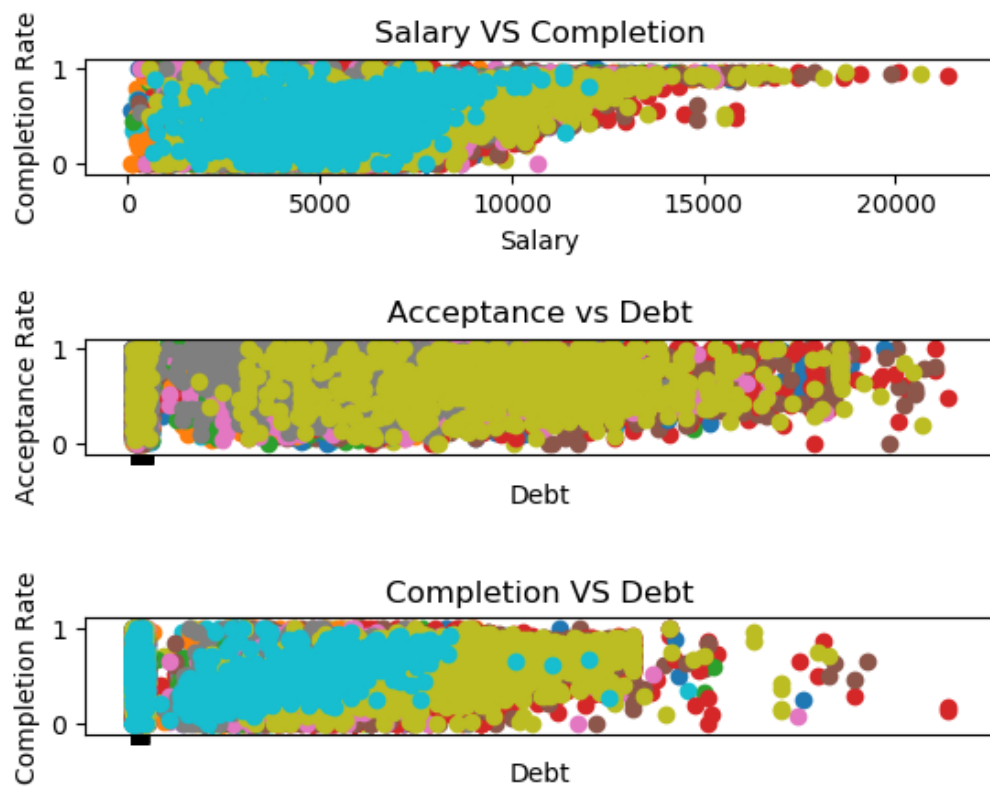 Salary VS Completion
Completion Rate
1
0
0 5000 10000 15000 20000
Salary
Acceptance vs Debt
Acceptance Rate
1
0
Debt
Completion VS Debt
Completion Rate
1
0
Debt